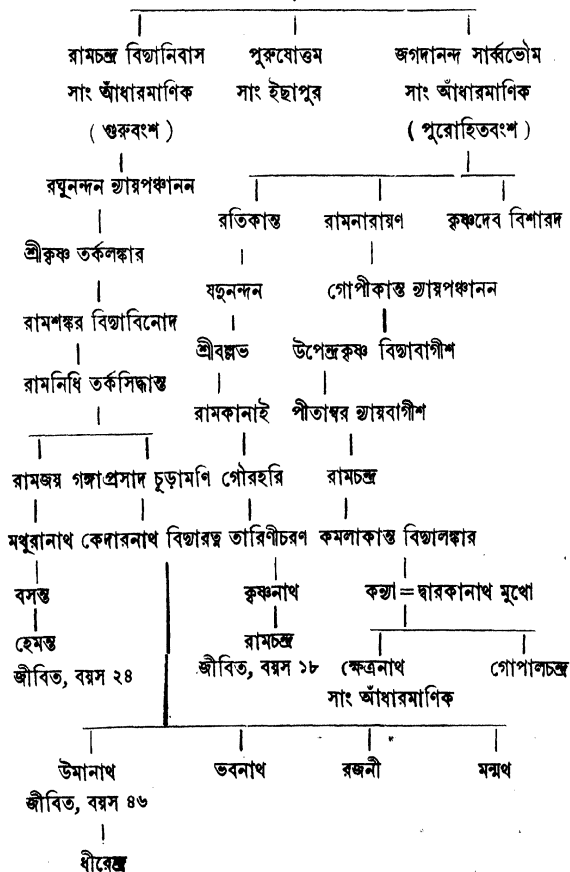 রামচন্দ্র বিদ্যানিবাস পুরুষোত্তম জগদানন্দ সার্ব্বভৌম
সাং আঁধারমাণিক সাং ইছাপুর সাং আঁধারমাণিক
( গুরুবংশ ) ( পুরোহিতবংশ )
রঘুনন্দন ন্যায়পঞ্চানন
রতিকান্ত রামনারায়ণ কৃষ্ণদেব বিশারদ
শ্রীকৃষ্ণ তর্কলঙ্কার
যদুনন্দন গোপীকান্ত ন্যায়পঞ্চানন
রামশঙ্কর বিদ্যাবিনোদ
শ্রীবল্লভ উপেন্দ্রকৃষ্ণ বিদ্যাবাগীশ
রামনিধি তর্কসিদ্ধান্ত
রামকানাই পীতাম্বর ন্যায়বাগীশ
রামজয় গঙ্গাপ্রসাদ চূড়ামণি গৌরহরি রামচন্দ্র
মথুরানাথ কেদারনাথ বিদ্যারত্ন তারিণীচরণ কমলাকান্ত বিদ্যালঙ্কার
বসন্ত কৃষ্ণনাথ কন্যা = দ্বারকানাথ মুখো
হেমন্ত রামচন্দ্র
জীবিত, বয়স ২৪ জীবিত, বয়স ১৮ ক্ষেত্রনাথ গোপালচন্দ্র
সাং আঁধারমাণিক
উমানাথ ভবনাথ রজনী মন্মথ
জীবিত, বয়স ৪৬
ধীরেন্দ্র